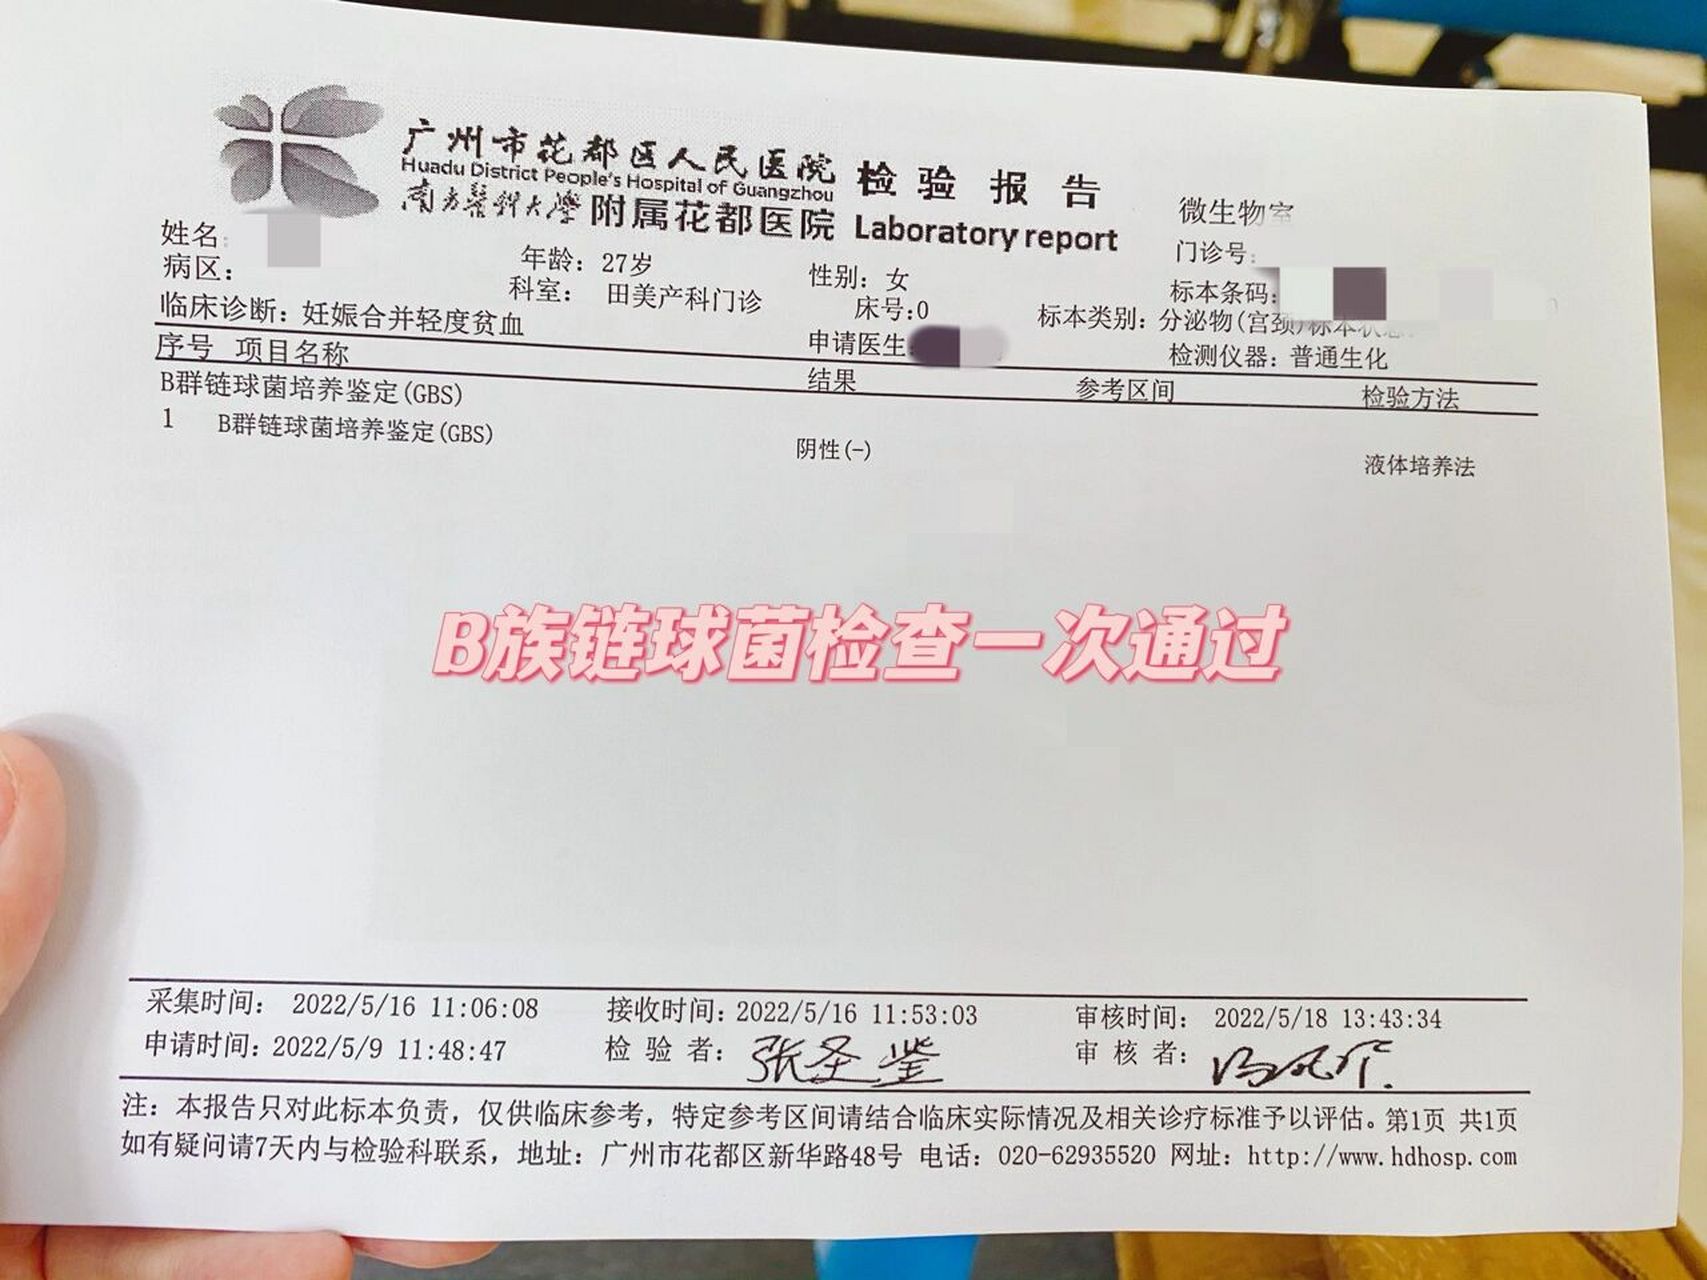 广州市花都区人民医院
Huadu District People's Hospital of Guangzhou
南方医科大学附属花都医院
检验报告
Laboratory report
微生物室
姓名:
年龄: 27岁
性别: 女
门诊号:
病区:
科室: 田美产科门诊
床号:0
标本条码:
临床诊断: 妊娠合并轻度贫血
申请医生
标本类别: 分泌物(宫颈)标本状态:
检测仪器: 普通生化
序号 项目名称 结果 参考区间 检验方法
B群链球菌培养鉴定(GBS)
1 B群链球菌培养鉴定(GBS) 阴性(-) 液体培养法
B族链球菌检查一次通过
采集时间: 2022/5/16 11:06:08 接收时间: 2022/5/16 11:53:03 审核时间: 2022/5/18 13:43:34
申请时间: 2022/5/9 11:48:47 检 验 者: 审 核 者:
注: 本报告只对此标本负责, 仅供临床参考, 特定参考区间请结合临床实际情况及相关诊疗标准予以评估。第1页 共1页
如有疑问请7天内与检验科联系, 地址: 广州市花都区新华路48号 电话: 020-62935520 网址: http://www.hdhosp.com